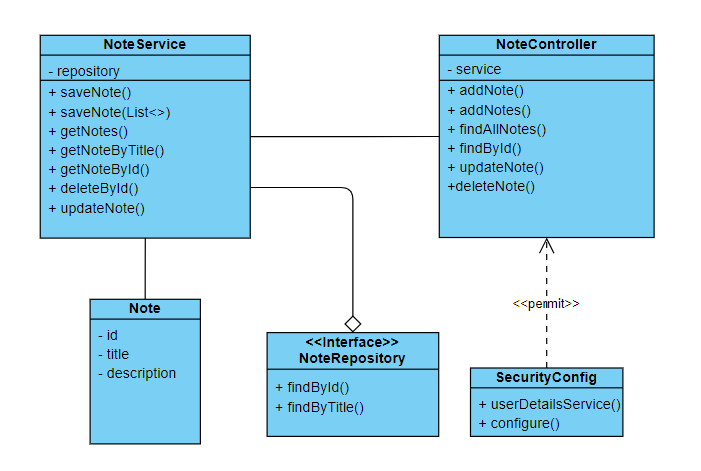 NoteService
- repository
+ saveNote()
+ saveNote(List<>)
+ getNotes()
+ getNoteByTitle()
+ getNoteById()
+ deleteById()
+ updateNote()
NoteController
- service
+ addNote()
+ addNotes()
+ findAllNotes()
+ findById()
+ updateNote()
+deleteNote()
<<permit>>
Note
- id
- title
- description
<<Interface>>
NoteRepository
+ findById()
+ findByTitle()
SecurityConfig
+ userDetailsService()
+ configure()